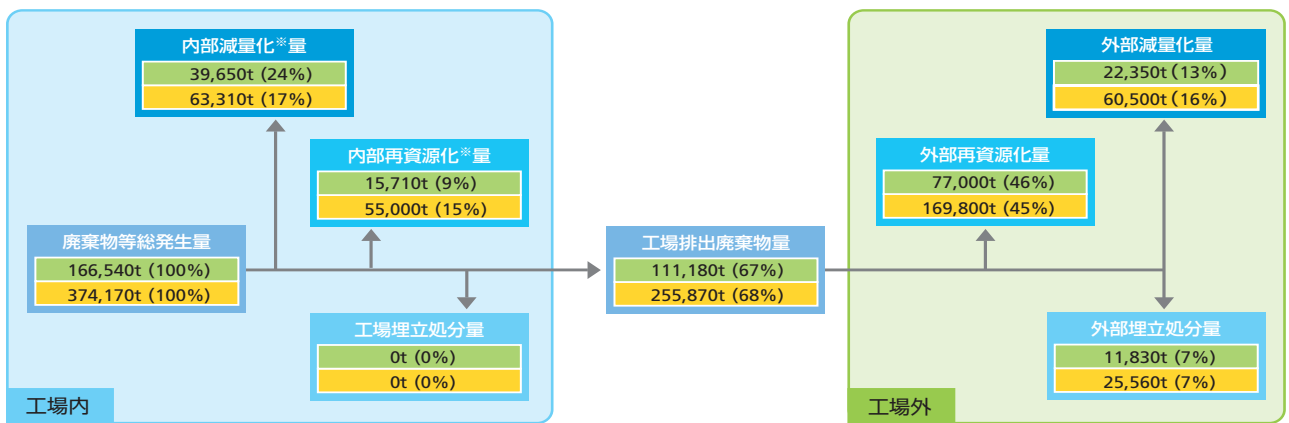 内部減量化※量
39,650t (24%)
63,310t (17%)
内部再資源化※量
15,710t (9%)
55,000t (15%)
廃棄物等総発生量
166,540t (100%)
374,170t (100%)
工場埋立処分量
0t (0%)
0t (0%)
工場内
工場排出廃棄物量
111,180t (67%)
255,870t (68%)
外部減量化量
22,350t (13%)
60,500t (16%)
外部再資源化量
77,000t (46%)
169,800t (45%)
外部埋立処分量
11,830t (7%)
25,560t (7%)
工場外